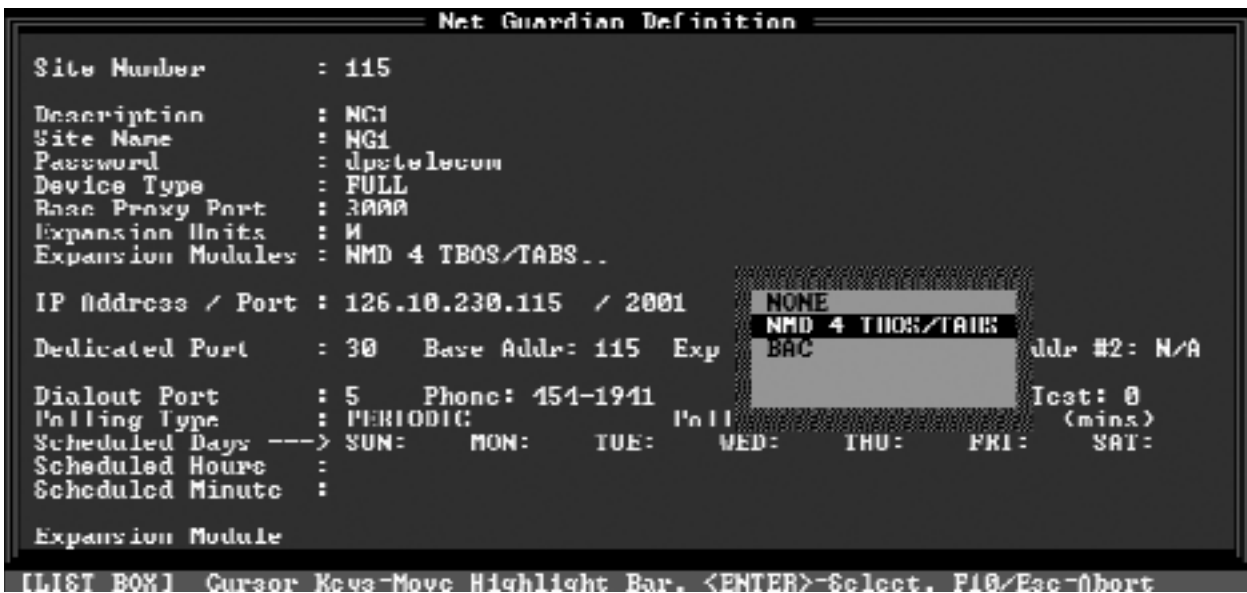 Net Guardian Definition
Site Number : 115
Description : NG1
Site Name : NG1
Password : dpstelecom
Device Type : FULL
Base Proxy Port : 3000
Expansion Units : 0
Expansion Modules : NMD 4 TBOS/TABS..
IP Address / Port : 126.10.230.115 / 2001
NONE
NMD 4 TBOS/TABS
BAC
Dedicated Port : 30 Base Addr: 115 Exp ddr #2: N/A
Dialout Port : 5 Phone: 454-1941 Test: 0
Polling Type : PERIODIC Poll (mins)
Scheduled Days ---> SUN: MON: TUE: WED: THU: FRI: SAT:
Scheduled Hours :
Scheduled Minute :
Expansion Module
[LIST BOX] Cursor Keys-Move Highlight Bar, <ENTER>-Select, F10/Esc-Abort